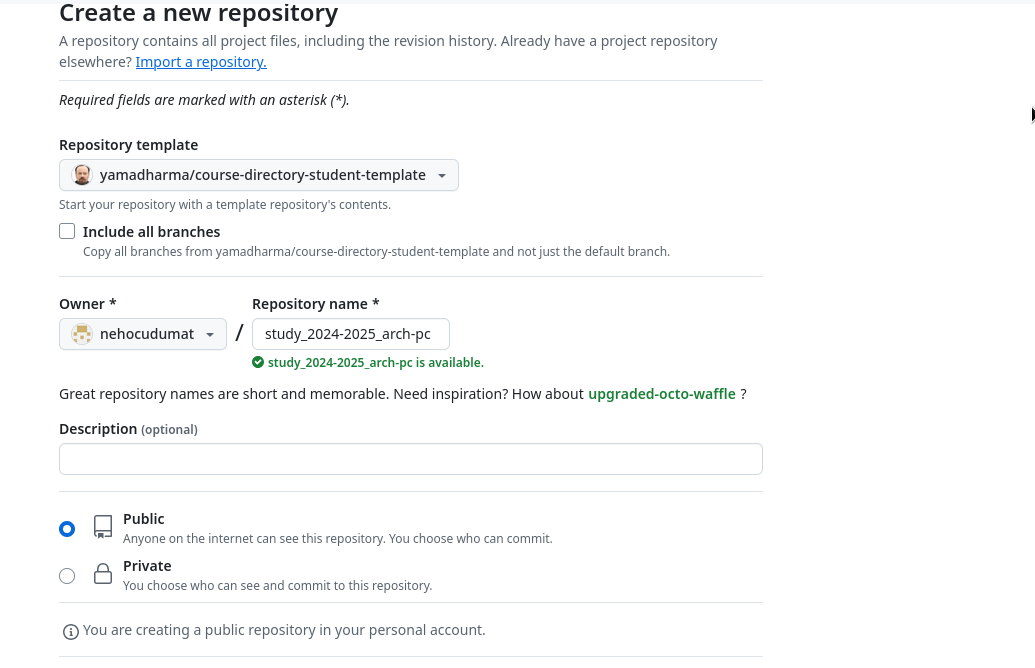 Create a new repository
A repository contains all project files, including the revision history. Already have a project repository
elsewhere? Import a repository.
Required fields are marked with an asterisk (*).
Repository template
yamadharma/course-directory-student-template
Start your repository with a template repository's contents.
Include all branches
Copy all branches from yamadharma/course-directory-student-template and not just the default branch.
Owner * Repository name *
nehocudumat / study_2024-2025_arch-pc
study_2024-2025_arch-pc is available.
Great repository names are short and memorable. Need inspiration? How about upgraded-octo-waffle ?
Description (optional)
Public
Anyone on the internet can see this repository. You choose who can commit.
Private
You choose who can see and commit to this repository.
You are creating a public repository in your personal account.